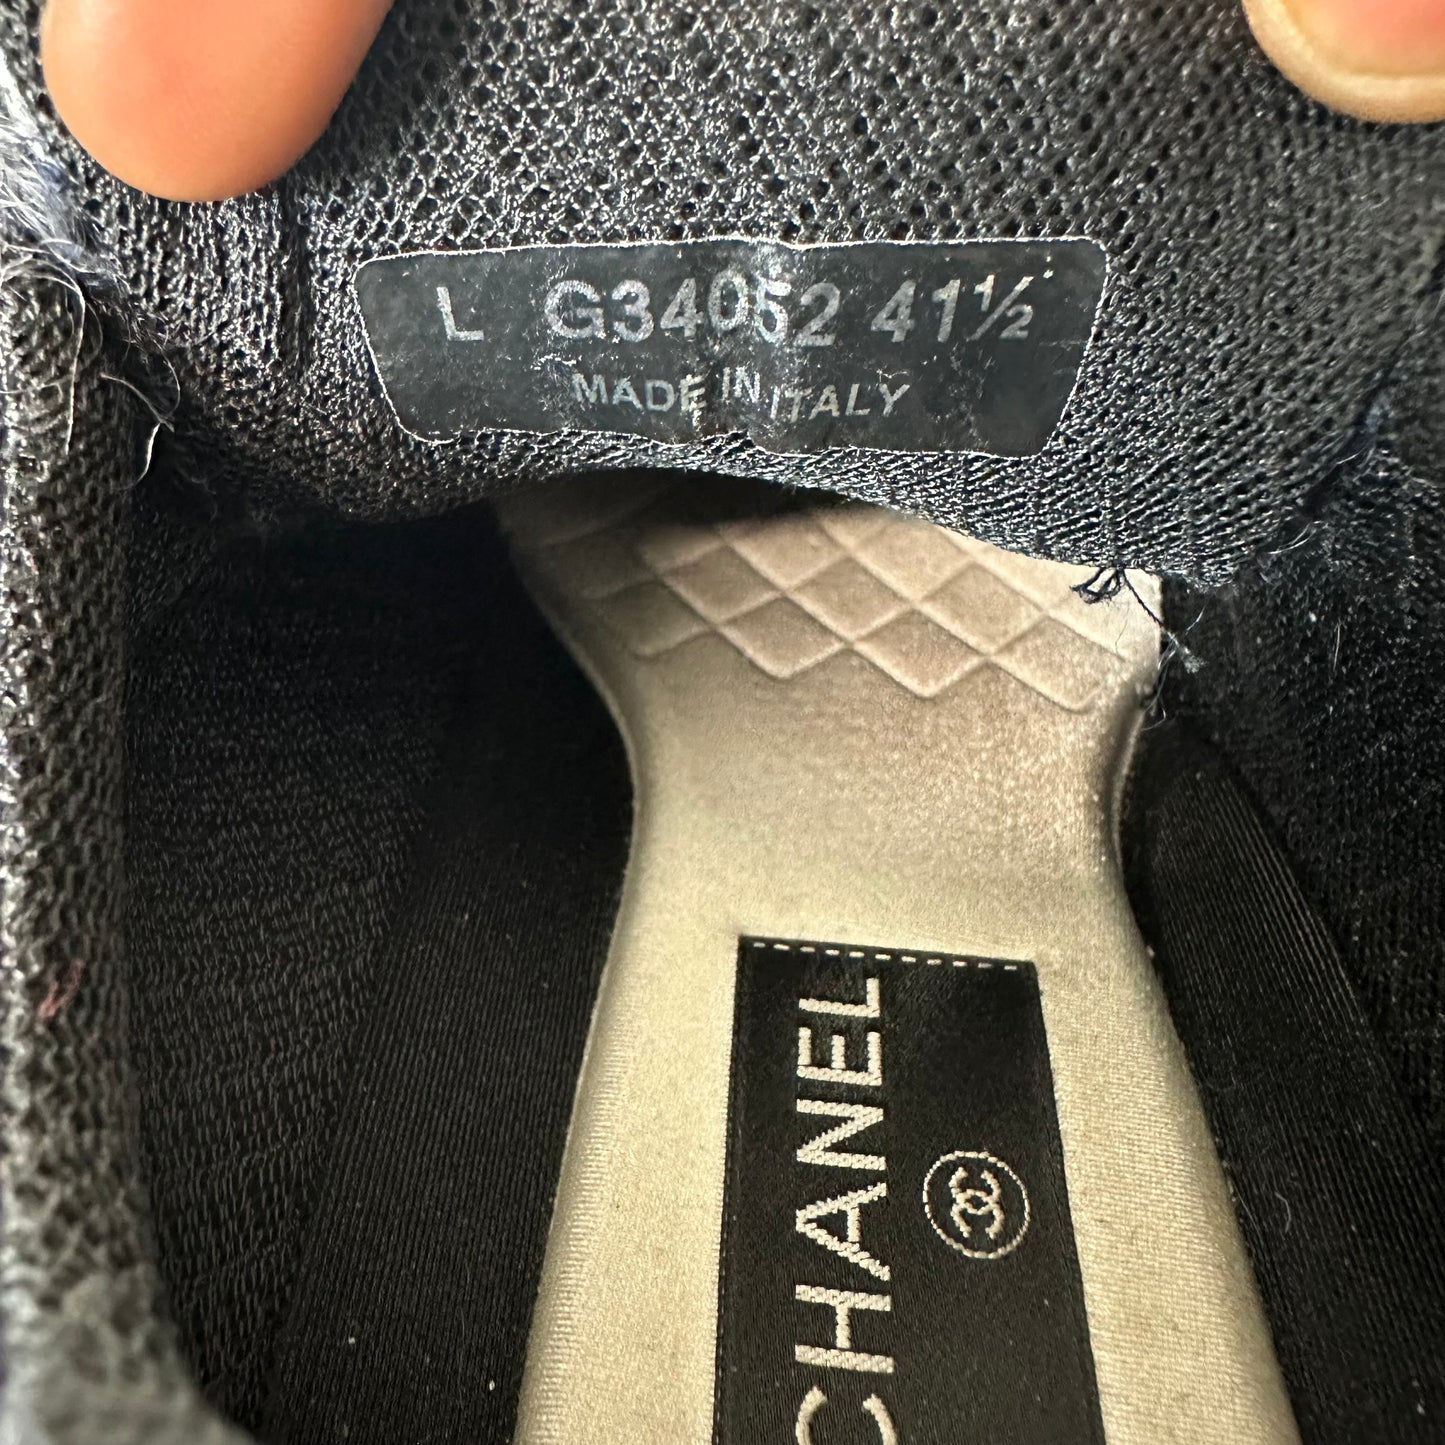 L G34052 41½
MADE IN ITALY
CHANEL